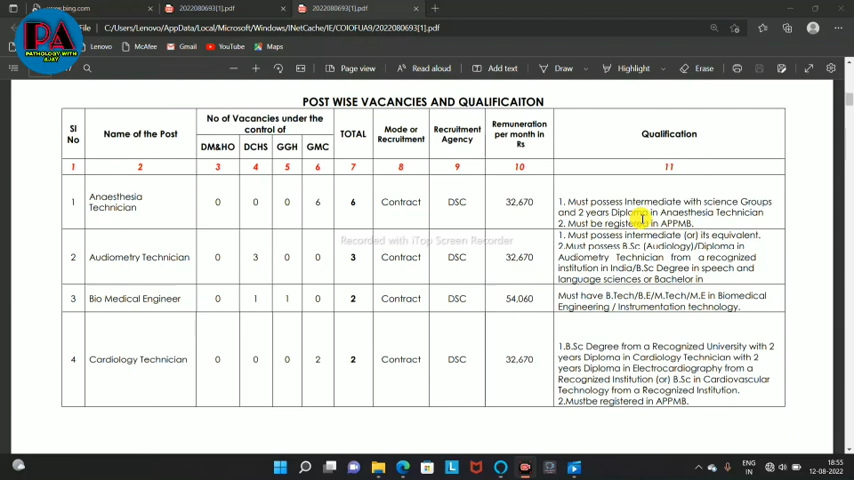 www.bing.com
2022080693[1].pdf
2022080693[1].pdf
File
C:/Users/Lenovo/AppData/Local/Microsoft/Windows/INetCache/IE/COIOFUA9/2022080693[1].pdf
Lenovo
McAfee
Gmail
YouTube
Maps
PA
PATHOLOGY WITH
AJAY
Page view
Read aloud
Add text
Draw
Highlight
Erase
POST WISE VACANCIES AND QUALIFICAITON
Sl No
Name of the Post
No of Vacancies under the control of
DM&HO
DCHS
GGH
GMC
TOTAL
Mode or Recruitment
Recruitment Agency
Remuneration per month in Rs
Qualification
1 2 3 4 5 6 7 8 9 10 11
1 Anaesthesia Technician 0 0 0 6 6 Contract DSC 32,670
1. Must possess Intermediate with science Groups
and 2 years Diploma in Anaesthesia Technician
2. Must be registered in APPMB.
Recorded with iTop Screen Recorder
2 Audiometry Technician 0 3 0 0 3 Contract DSC 32,670
1. Must possess intermediate (or) its equivalent.
2.Must possess B.Sc (Audiology)/Diploma in
Audiometry Technician from a recognized
institution in India/B.Sc Degree in speech and
language sciences or Bachelor in
3 Bio Medical Engineer 0 1 1 0 2 Contract DSC 54,060
Must have B.Tech/B.E/M.Tech/M.E in Biomedical
Engineering / Instrumentation technology.
4 Cardiology Technician 0 0 0 2 2 Contract DSC 32,670
1.B.Sc Degree from a Recognized University with 2
years Diploma in Cardiology Technician with 2
years Diploma in Electrocardiography from a
Recognized Institution (or) B.Sc in Cardiovascular
Technology from a Recognized Institution.
2.Mustbe registered in APPMB.
ENG
IN
18:55
12-08-2022